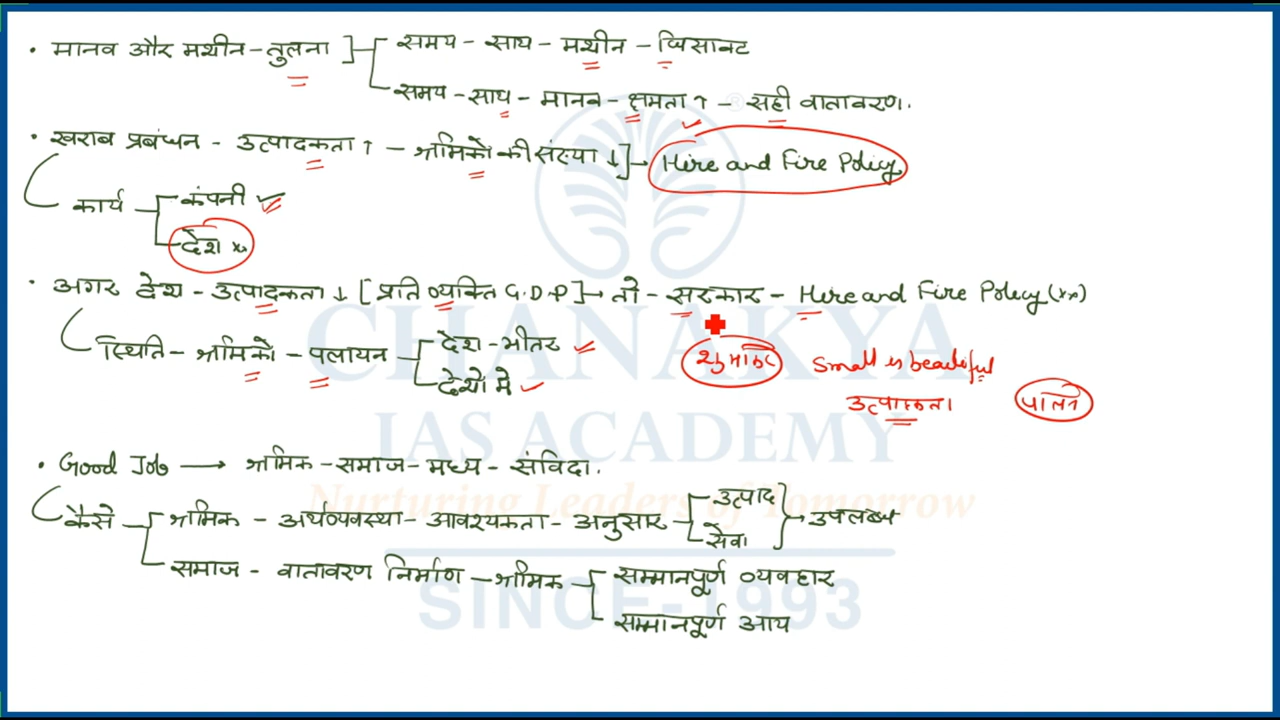 • मानव और मशीन - तुलना ] समय - साथ - मशीन - घिसावट
समय - साथ - मानव - क्षमता ↑ - सही वातावरण.
• खराब प्रबंधन - उत्पादकता ↑ - श्रमिकों की संख्या ↓ ] → Hire and Fire Policy
कार्य कंपनी ✓
देश xx
• अगर देश - उत्पादकता ↓ [ प्रति व्यक्ति G.D.P ] → तो - सरकार - Hire and Fire Policy (xx)
स्थिति - श्रमिकों - पलायन देश - भीतर ✓
देशों में ✓
शुमाकर Small is beautiful
उत्पादकता
• Good Job → श्रमिक - समाज - मध्य - संविदा.
कैसे श्रमिक - अर्थव्यवस्था - आवश्यकता - अनुसार उत्पाद
सेवा } → उपलब्ध
समाज - वातावरण निर्माण - श्रमिक सम्मानपूर्ण व्यवहार
सम्मानपूर्ण आय
CHANAKYA
IAS ACADEMY
Nurturing Leaders of Tomorrow
SINCE-1993